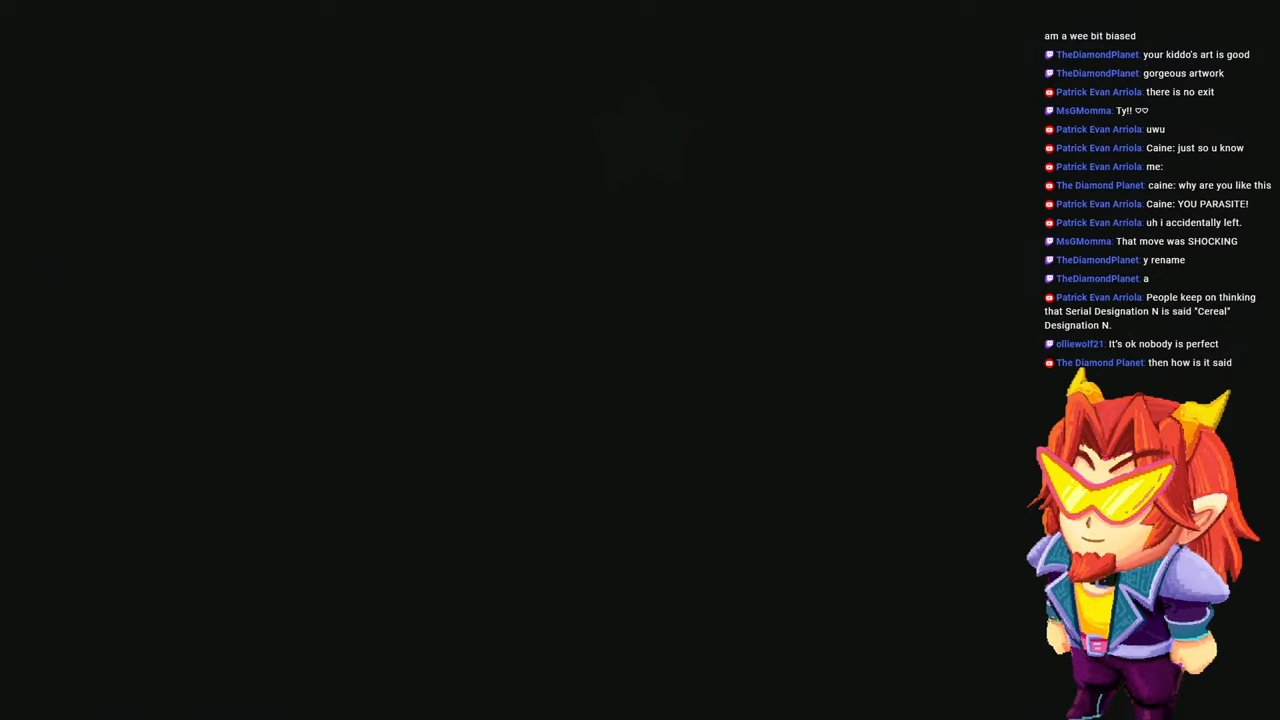 am a wee bit biased
TheDiamondPlanet: your kiddo's art is good
TheDiamondPlanet: gorgeous artwork
Patrick Evan Arriola: there is no exit
MsGMomma: Ty!! ♡♡
Patrick Evan Arriola: uwu
Patrick Evan Arriola: Caine: just so u know
Patrick Evan Arriola: me:
The Diamond Planet: caine: why are you like this
Patrick Evan Arriola: Caine: YOU PARASITE!
Patrick Evan Arriola: uh i accidentally left.
MsGMomma: That move was SHOCKING
TheDiamondPlanet: y rename
TheDiamondPlanet: a
Patrick Evan Arriola: People keep on thinking
that Serial Designation N is said "Cereal"
Designation N.
olliewolf21: It's ok nobody is perfect
The Diamond Planet: then how is it said